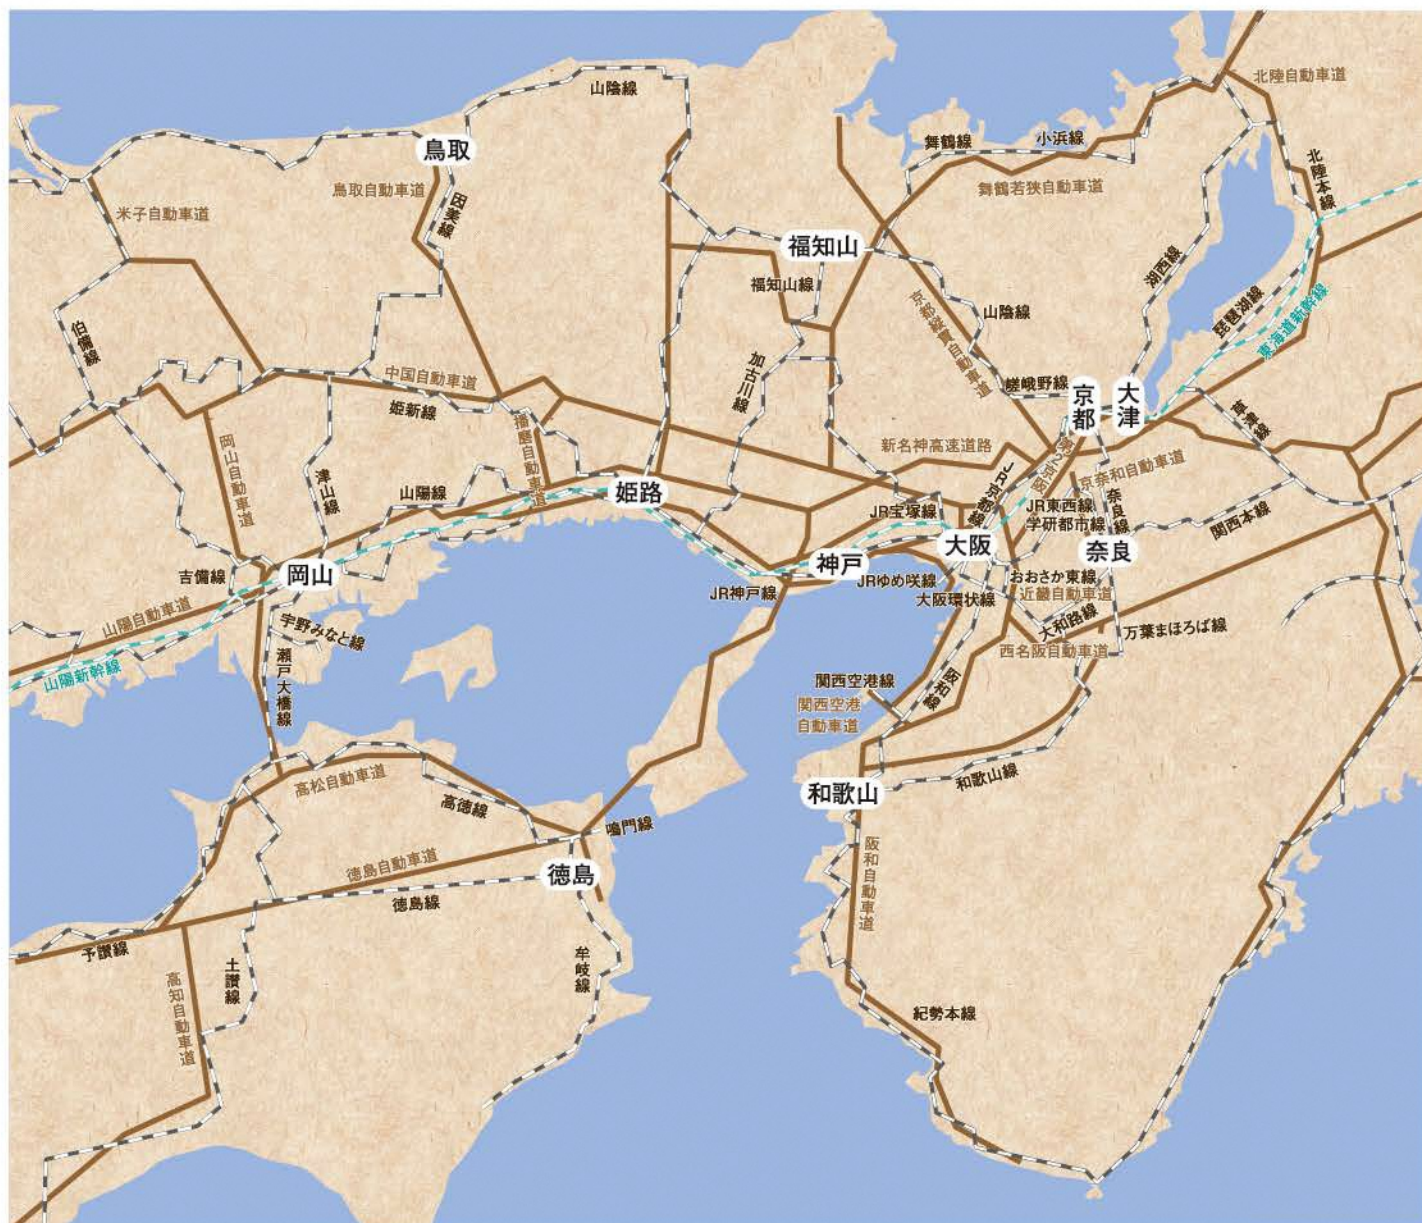 北陸自動車道
山陰線
舞鶴線
小浜線
鳥取
鳥取自動車道
因美線
米子自動車道
舞鶴若狭自動車道
北陸本線
福知山
福知山線
湖西線
山陰線
京都縦貫自動車道
琵琶湖線
東海道新幹線
伯備線
加古川線
中国自動車道
姫新線
嵯峨野線
京都
大津
草津線
岡山自動車道
津山線
播磨自動車道
新名神高速道路
第2京阪
京奈和自動車道
山陽線
姫路
JR京都線
JR宝塚線
JR東西線
学研都市線
奈良線
関西本線
吉備線
岡山
神戸
大阪
奈良
JR神戸線
JRゆめ咲線
大阪環状線
おおさか東線
近畿自動車道
山陽自動車道
宇野みなと線
大和路線
万葉まほろば線
西名阪自動車道
山陽新幹線
瀬戸大橋線
関西空港線
関西空港
自動車道
阪和線
高松自動車道
高徳線
和歌山
和歌山線
鳴門線
徳島自動車道
徳島
徳島線
阪和自動車道
予讃線
土讃線
高知自動車道
牟岐線
紀勢本線